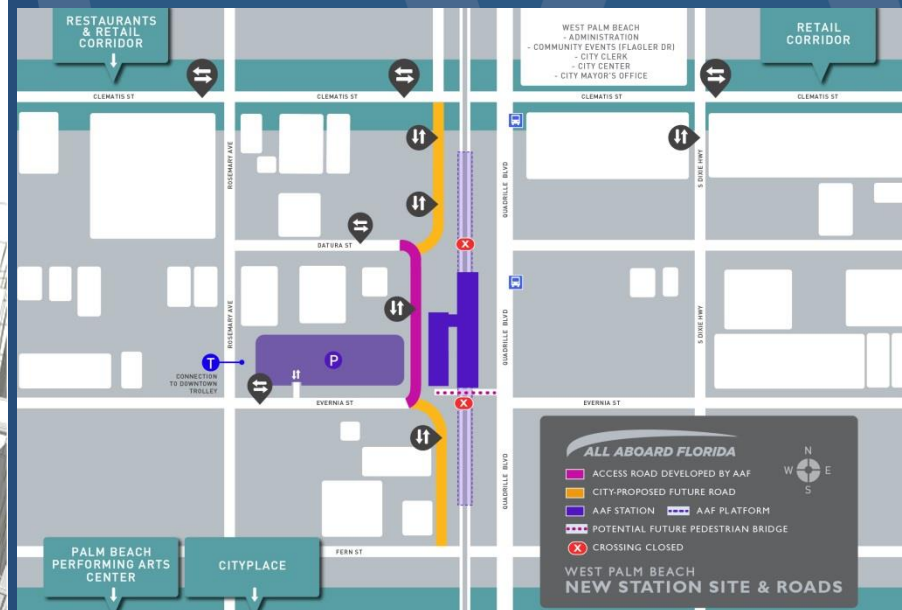 RESTAURANTS
& RETAIL
CORRIDOR
WEST PALM BEACH
- ADMINISTRATION
- COMMUNITY EVENTS (FLAGLER DR)
- CITY CLERK
- CITY CENTER
- CITY MAYOR'S OFFICE
RETAIL
CORRIDOR
CLEMATIS ST
CLEMATIS ST
CLEMATIS ST
CLEMATIS ST
ROSEMARY AVE
QUADRILLE BLVD
S DIXIE HWY
DATURA ST
X
ROSEMARY AVE
QUADRILLE BLVD
S DIXIE HWY
T
P
CONNECTION
TO DOWNTOWN
TROLLEY
EVERNIA ST
X
EVERNIA ST
QUADRILLE BLVD
ALL ABOARD FLORIDA
N
W E
S
ACCESS ROAD DEVELOPED BY AAF
CITY-PROPOSED FUTURE ROAD
AAF STATION AAF PLATFORM
POTENTIAL FUTURE PEDESTRIAN BRIDGE
X CROSSING CLOSED
WEST PALM BEACH
NEW STATION SITE & ROADS
FERN ST
PALM BEACH
PERFORMING ARTS
CENTER
CITYPLACE